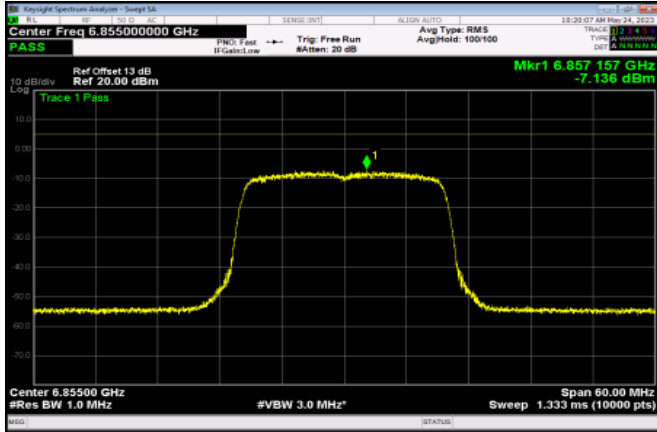 Keysight Spectrum Analyzer - Swept SA
RL RF 50 Ω AC SENSE:INT ALIGN AUTO 10:28:07 AM May 24, 2023
Center Freq 6.855000000 GHz
PASS
PNO: Fast
IFGain:Low
Trig: Free Run
#Atten: 20 dB
Avg Type: RMS
Avg|Hold: 100/100
TRACE 1 2 3 4 5 6
TYPE A WWWWW
DET A N N N N N
Mkr1 6.857 157 GHz
-7.136 dBm
Ref Offset 13 dB
10 dB/div Ref 20.00 dBm
Log
Trace 1 Pass
10.0
0.00
-10.0
-20.0
-30.0
-40.0
-50.0
-60.0
-70.0
1
Center 6.85500 GHz Span 60.00 MHz
#Res BW 1.0 MHz #VBW 3.0 MHz* Sweep 1.333 ms (10000 pts)
MSG STATUS